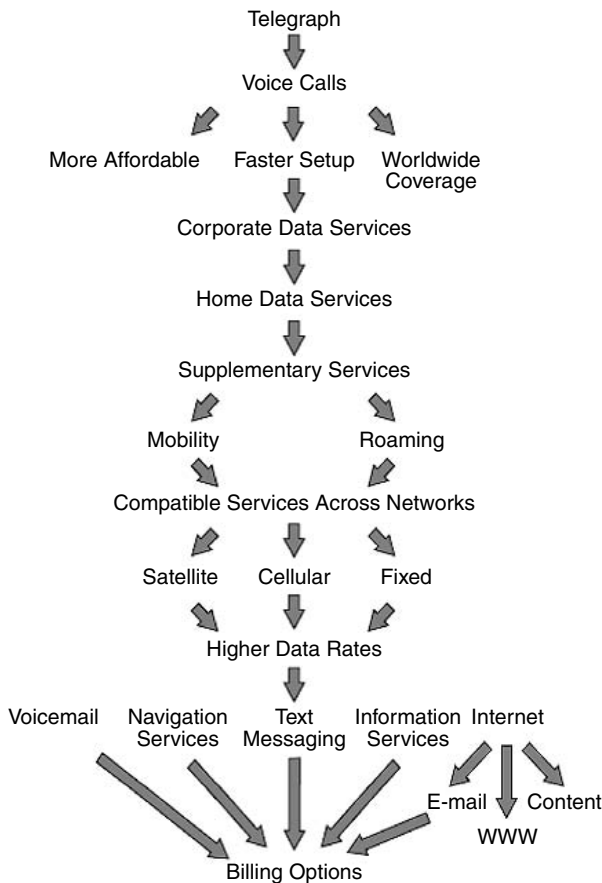 Telegraph
Voice Calls
More Affordable
Faster Setup
Worldwide
Coverage
Corporate Data Services
Home Data Services
Supplementary Services
Mobility
Roaming
Compatible Services Across Networks
Satellite
Cellular
Fixed
Higher Data Rates
Voicemail
Navigation
Services
Text
Messaging
Information
Services
Internet
E-mail
Content
WWW
Billing Options